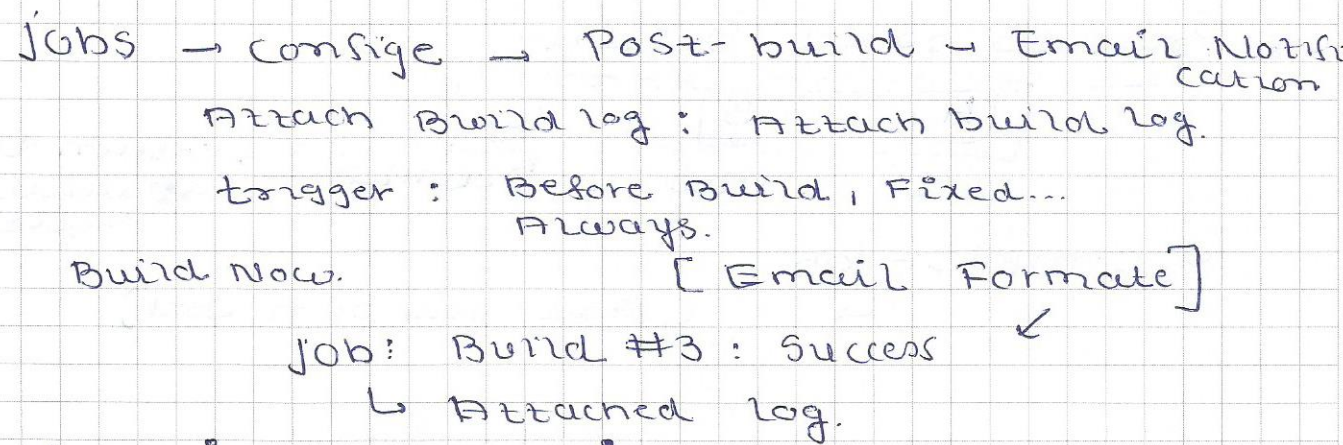 Jobs → Confige → Post-build → Email Notifi
cation
Attach Build log : Attach build log.
trigger : Before Build, Fixed...
Always.
Build Now. [Email Formate]
↙
Job: Build #3 : Success
↳ Attached log.